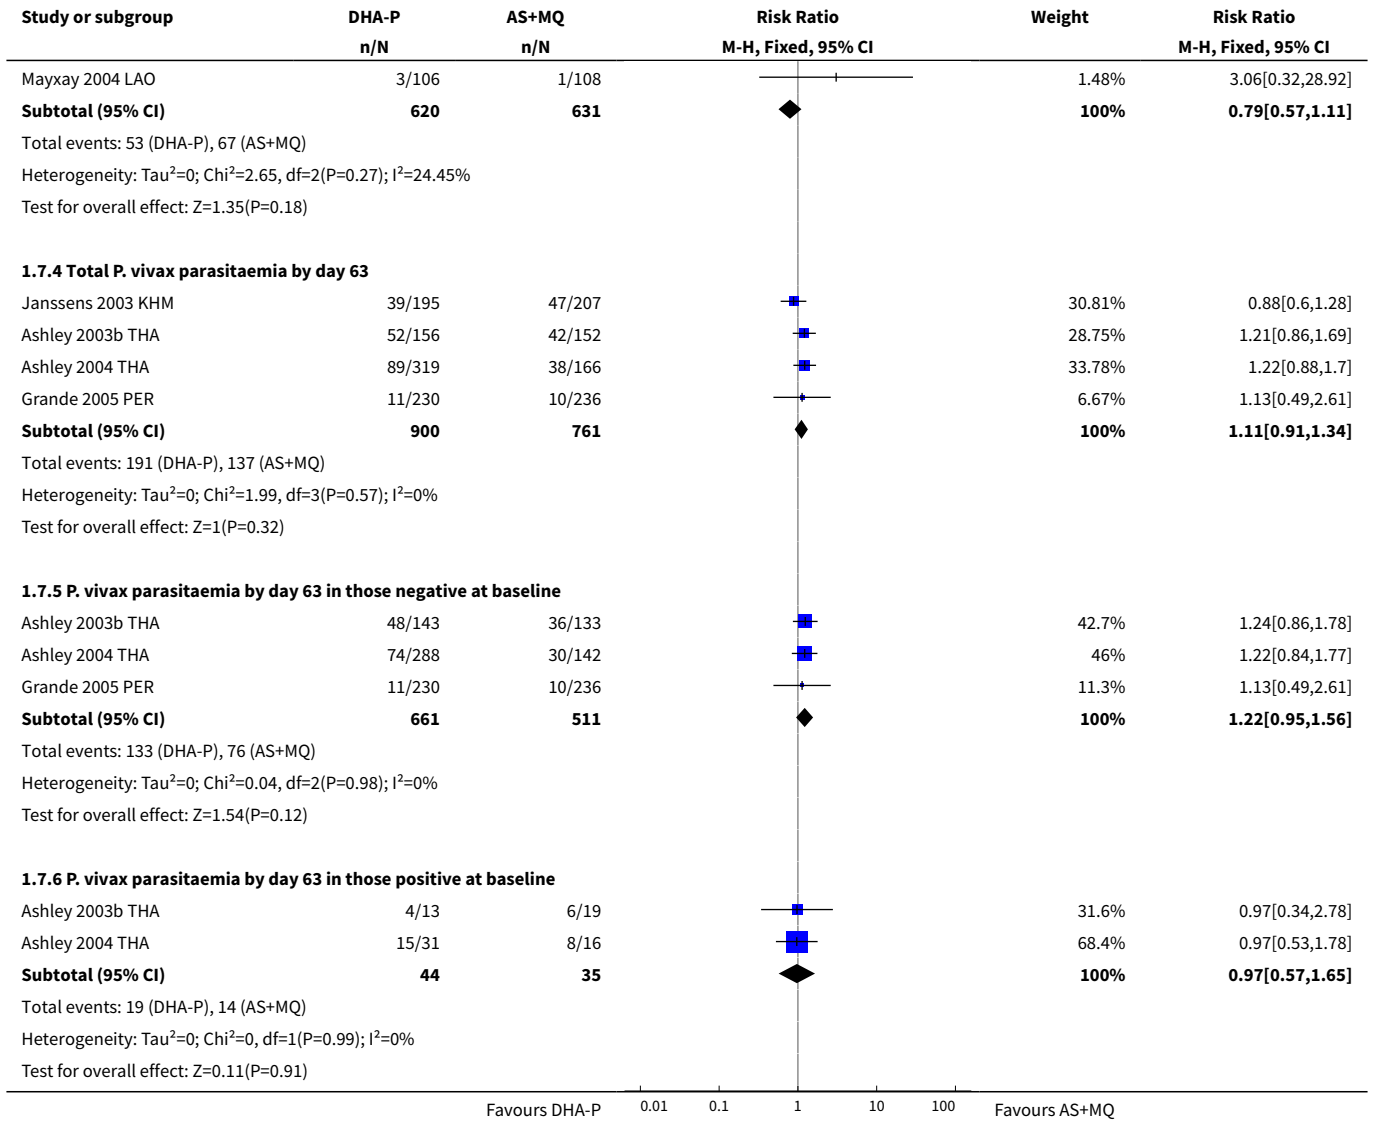 Study or subgroup DHA-P AS+MQ Risk Ratio Weight Risk Ratio
n/N n/N M-H, Fixed, 95% CI M-H, Fixed, 95% CI
Mayxay 2004 LAO 3/106 1/108 1.48% 3.06[0.32,28.92]
Subtotal (95% CI) 620 631 100% 0.79[0.57,1.11]
Total events: 53 (DHA-P), 67 (AS+MQ)
Heterogeneity: Tau²=0; Chi²=2.65, df=2(P=0.27); I²=24.45%
Test for overall effect: Z=1.35(P=0.18)
1.7.4 Total P. vivax parasitaemia by day 63
Janssens 2003 KHM 39/195 47/207 30.81% 0.88[0.6,1.28]
Ashley 2003b THA 52/156 42/152 28.75% 1.21[0.86,1.69]
Ashley 2004 THA 89/319 38/166 33.78% 1.22[0.88,1.7]
Grande 2005 PER 11/230 10/236 6.67% 1.13[0.49,2.61]
Subtotal (95% CI) 900 761 100% 1.11[0.91,1.34]
Total events: 191 (DHA-P), 137 (AS+MQ)
Heterogeneity: Tau²=0; Chi²=1.99, df=3(P=0.57); I²=0%
Test for overall effect: Z=1(P=0.32)
1.7.5 P. vivax parasitaemia by day 63 in those negative at baseline
Ashley 2003b THA 48/143 36/133 42.7% 1.24[0.86,1.78]
Ashley 2004 THA 74/288 30/142 46% 1.22[0.84,1.77]
Grande 2005 PER 11/230 10/236 11.3% 1.13[0.49,2.61]
Subtotal (95% CI) 661 511 100% 1.22[0.95,1.56]
Total events: 133 (DHA-P), 76 (AS+MQ)
Heterogeneity: Tau²=0; Chi²=0.04, df=2(P=0.98); I²=0%
Test for overall effect: Z=1.54(P=0.12)
1.7.6 P. vivax parasitaemia by day 63 in those positive at baseline
Ashley 2003b THA 4/13 6/19 31.6% 0.97[0.34,2.78]
Ashley 2004 THA 15/31 8/16 68.4% 0.97[0.53,1.78]
Subtotal (95% CI) 44 35 100% 0.97[0.57,1.65]
Total events: 19 (DHA-P), 14 (AS+MQ)
Heterogeneity: Tau²=0; Chi²=0, df=1(P=0.99); I²=0%
Test for overall effect: Z=0.11(P=0.91)
Favours DHA-P 0.01 0.1 1 10 100 Favours AS+MQ